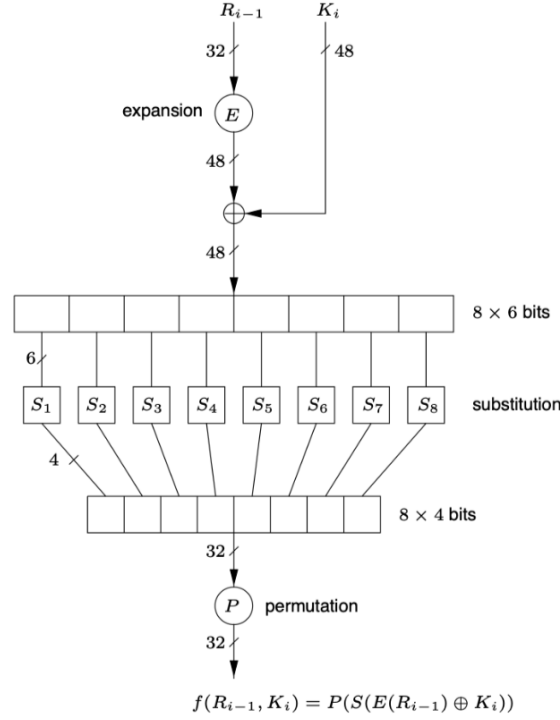 R_{i−1} K_i
32 48
expansion E
48
48
8 × 6 bits
6
S_1 S_2 S_3 S_4 S_5 S_6 S_7 S_8 substitution
4
8 × 4 bits
32
P permutation
32
f(R_{i−1}, K_i) = P(S(E(R_{i−1}) ⊕ K_i))